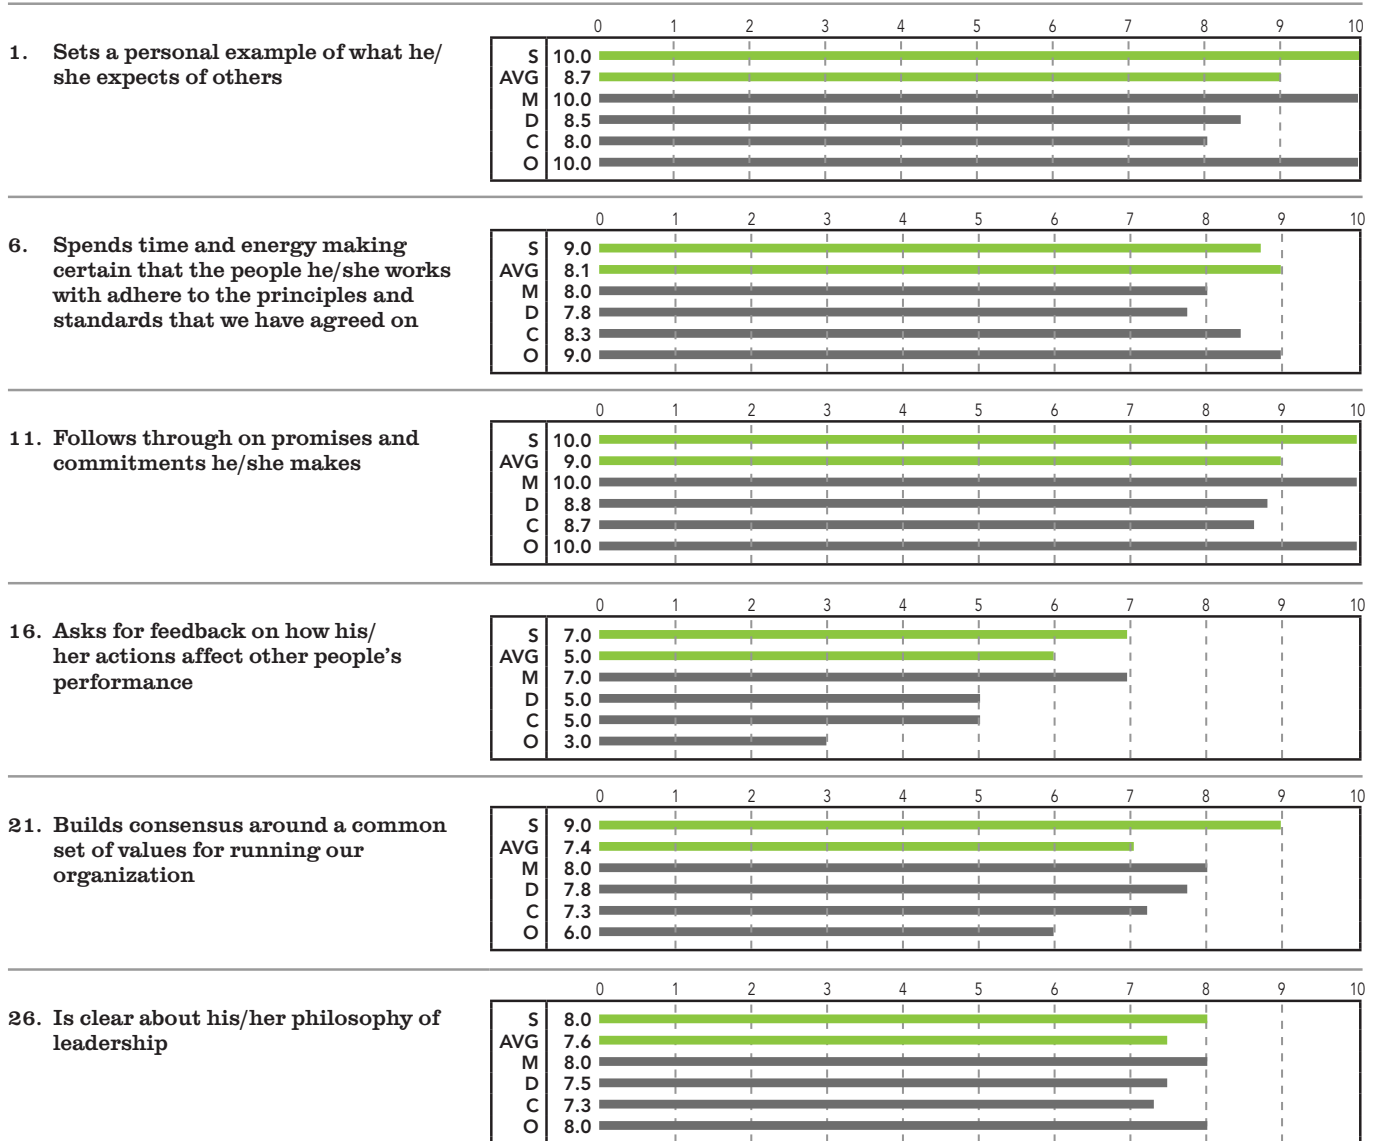 0 1 2 3 4 5 6 7 8 9 10
1. Sets a personal example of what he/
she expects of others
S 10.0
AVG 8.7
M 10.0
D 8.5
C 8.0
O 10.0
0 1 2 3 4 5 6 7 8 9 10
6. Spends time and energy making
certain that the people he/she works
with adhere to the principles and
standards that we have agreed on
S 9.0
AVG 8.1
M 8.0
D 7.8
C 8.3
O 9.0
0 1 2 3 4 5 6 7 8 9 10
11. Follows through on promises and
commitments he/she makes
S 10.0
AVG 9.0
M 10.0
D 8.8
C 8.7
O 10.0
0 1 2 3 4 5 6 7 8 9 10
16. Asks for feedback on how his/
her actions affect other people's
performance
S 7.0
AVG 5.0
M 7.0
D 5.0
C 5.0
O 3.0
0 1 2 3 4 5 6 7 8 9 10
21. Builds consensus around a common
set of values for running our
organization
S 9.0
AVG 7.4
M 8.0
D 7.8
C 7.3
O 6.0
0 1 2 3 4 5 6 7 8 9 10
26. Is clear about his/her philosophy of
leadership
S 8.0
AVG 7.6
M 8.0
D 7.5
C 7.3
O 8.0